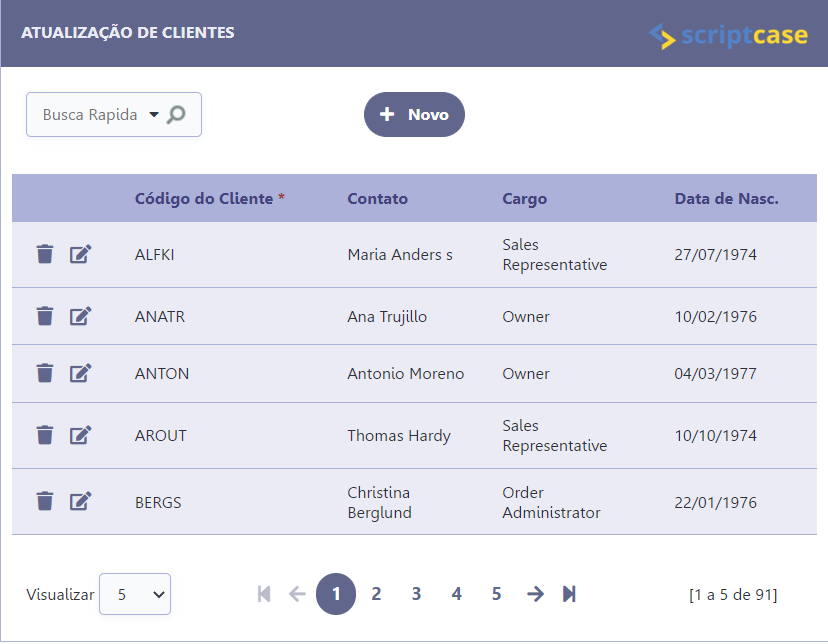 ATUALIZAÇÃO DE CLIENTES
scriptcase
Busca Rapida
+ Novo
Código do Cliente * Contato Cargo Data de Nasc.
ALFKI Maria Anders s Sales Representative 27/07/1974
ANATR Ana Trujillo Owner 10/02/1976
ANTON Antonio Moreno Owner 04/03/1977
AROUT Thomas Hardy Sales Representative 10/10/1974
BERGS Christina Berglund Order Administrator 22/01/1976
Visualizar 5 1 2 3 4 5 [1 a 5 de 91]